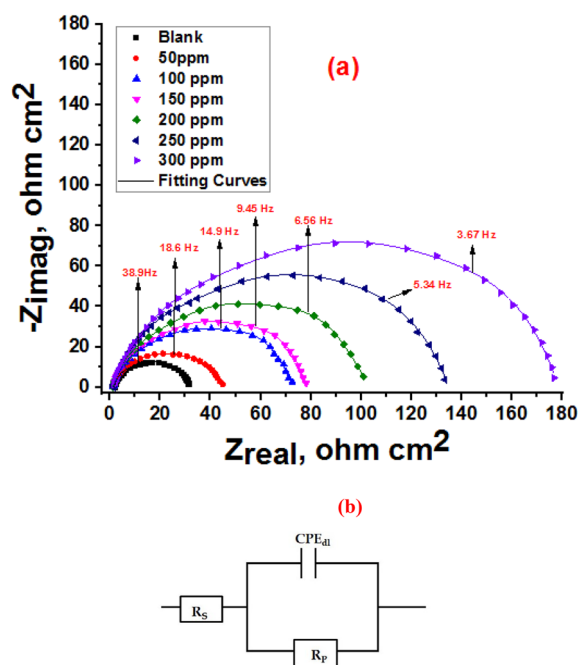 (a)
Blank
50ppm
100 ppm
150 ppm
200 ppm
250 ppm
300 ppm
Fitting Curves
180
160
140
120
100
80
60
40
20
0
-Zimag, ohm cm2
38.9Hz
18.6 Hz
14.9 Hz
9.45 Hz
6.56 Hz
5.34 Hz
3.67 Hz
0 20 40 60 80 100 120 140 160 180
Zreal, ohm cm2
(b)
CPEdl
RS
RP